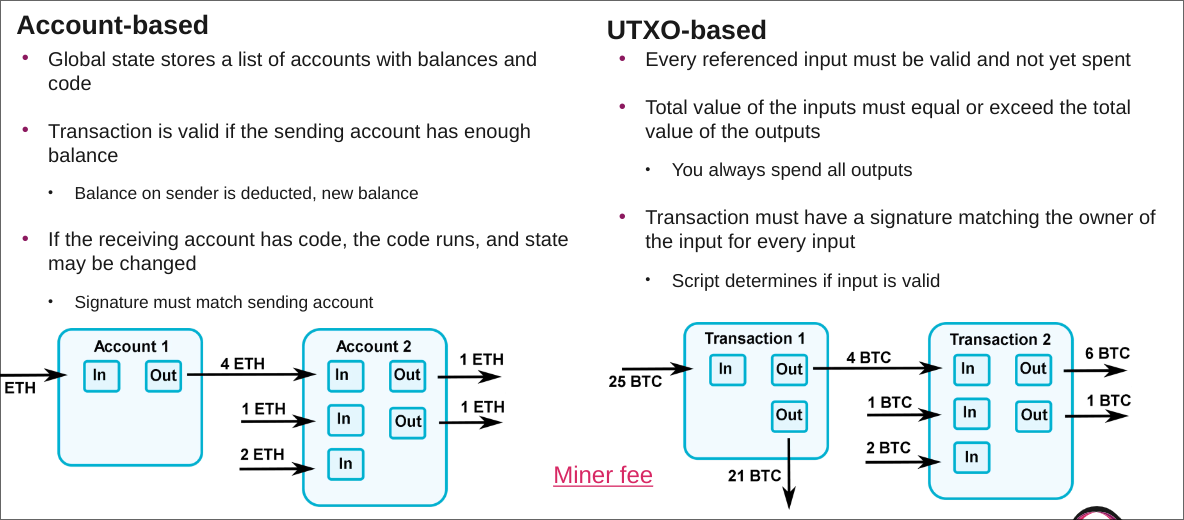 Account-based
• Global state stores a list of accounts with balances and
code
• Transaction is valid if the sending account has enough
balance
• Balance on sender is deducted, new balance
• If the receiving account has code, the code runs, and state
may be changed
• Signature must match sending account
ETH
Account 1
In
Out
4 ETH
1 ETH
2 ETH
Account 2
In
Out
In
Out
In
1 ETH
1 ETH
UTXO-based
• Every referenced input must be valid and not yet spent
• Total value of the inputs must equal or exceed the total
value of the outputs
• You always spend all outputs
• Transaction must have a signature matching the owner of
the input for every input
• Script determines if input is valid
25 BTC
Transaction 1
In
Out
Out
21 BTC
4 BTC
1 BTC
2 BTC
Transaction 2
In
Out
In
Out
In
6 BTC
1 BTC
Miner fee